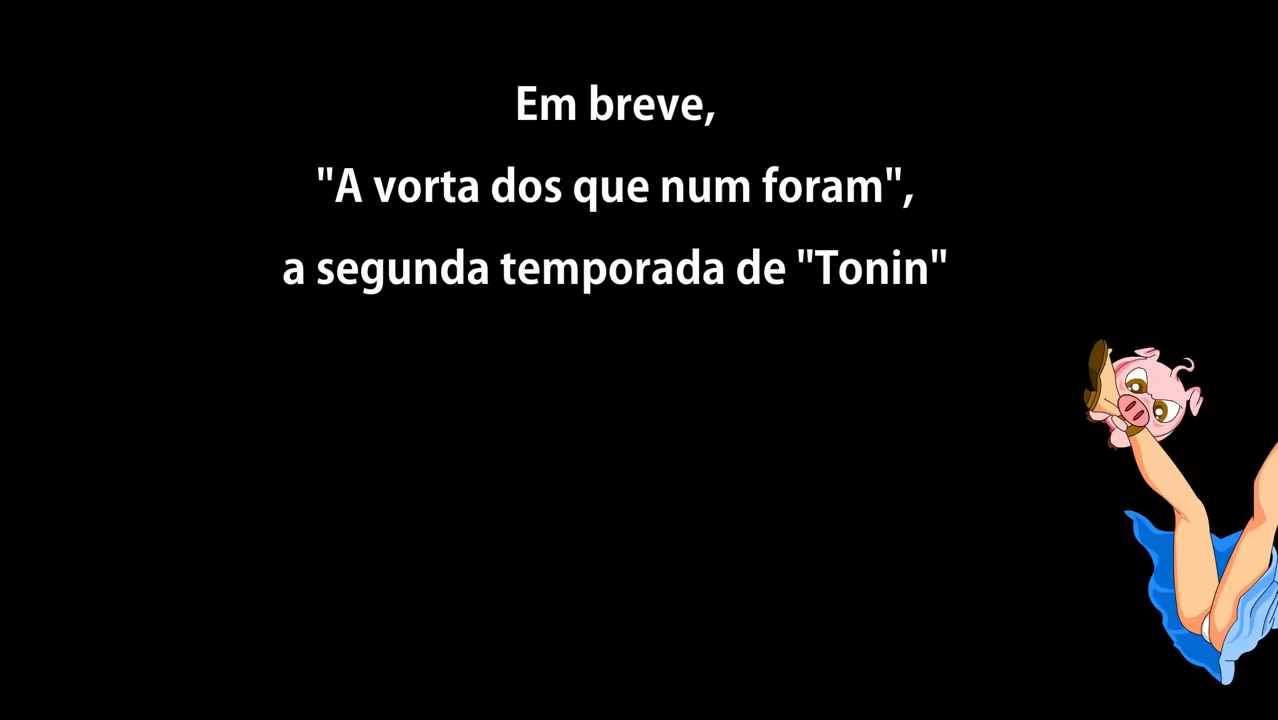 Em breve,
"A vorta dos que num foram",
a segunda temporada de "Tonin"